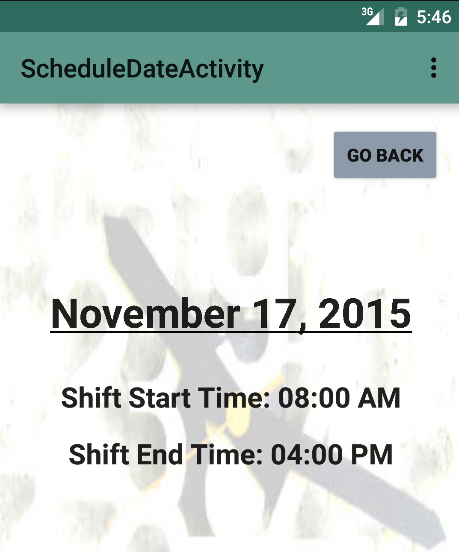 3G 5:46
ScheduleDateActivity
GO BACK
November 17, 2015
Shift Start Time: 08:00 AM
Shift End Time: 04:00 PM